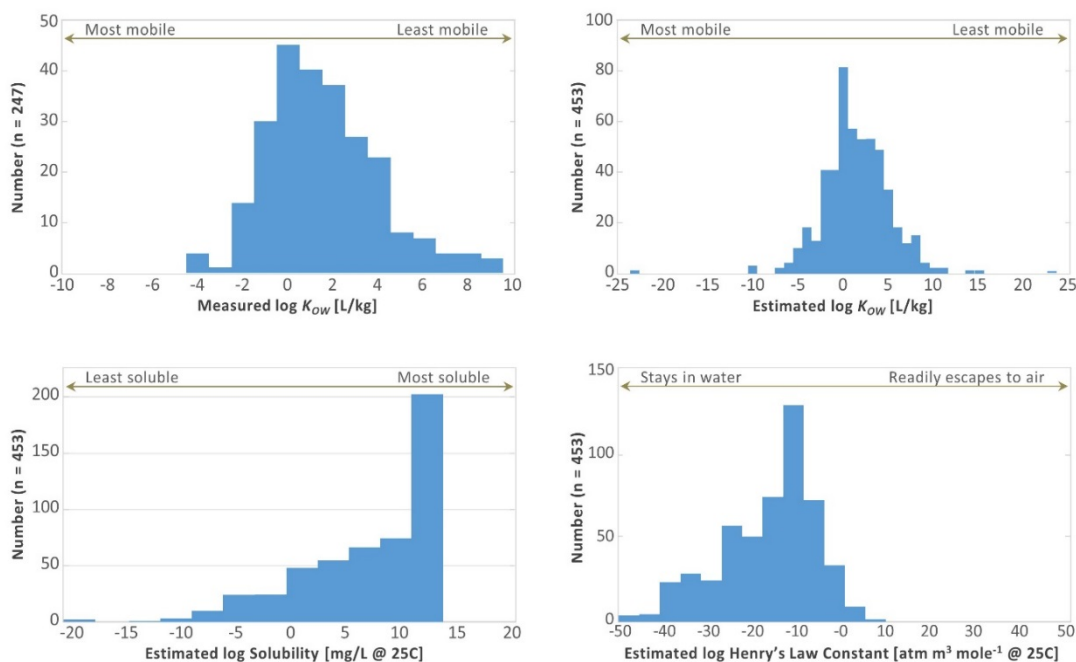 50
Most mobile Least mobile
40
30
20
10
0
Number (n = 247)
-10 -8 -6 -4 -2 0 2 4 6 8 10
Measured log KOW [L/kg]
100
Most mobile Least mobile
80
60
40
20
0
Number (n = 453)
-25 -20 -15 -10 -5 0 5 10 15 20 25
Estimated log KOW [L/kg]
Least soluble Most soluble
200
150
100
50
0
Number (n = 453)
-20 -15 -10 -5 0 5 10 15 20
Estimated log Solubility [mg/L @ 25C]
150
Stays in water Readily escapes to air
100
50
0
Number (n = 453)
-50 -40 -30 -20 -10 -0 10 20 30 40 50
Estimated log Henry's Law Constant [atm m³ mole⁻¹ @ 25C]